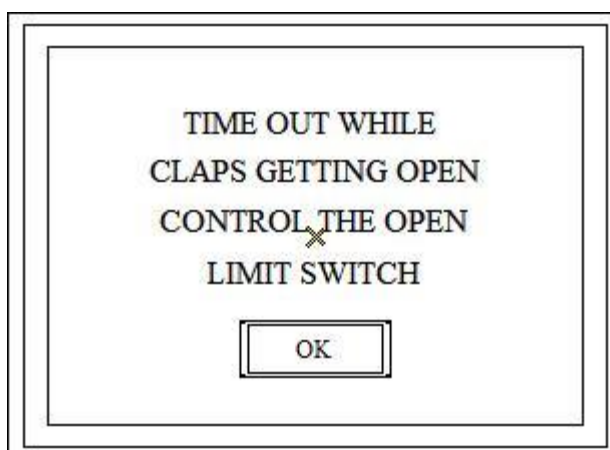 TIME OUT WHILE
CLAPS GETTING OPEN
CONTROL THE OPEN
LIMIT SWITCH
OK